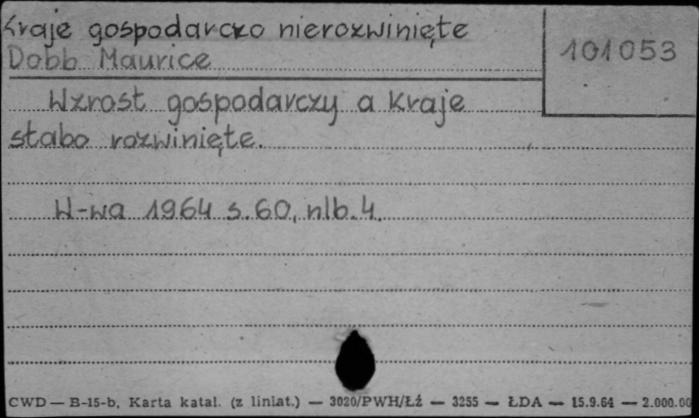 Kraje gospodarczo nierozwinięte
Dobb Maurice
101053
Wzrost gospodarczy a Kraje
słabo rozwinięte.
W-wa 1964 s. 60, nlb. 4.
CWD — B-15-b, Karta katal. (z liniat.) — 3020/PWH/Łź — 3255 — ŁDA — 15.9.64 — 2.000.00